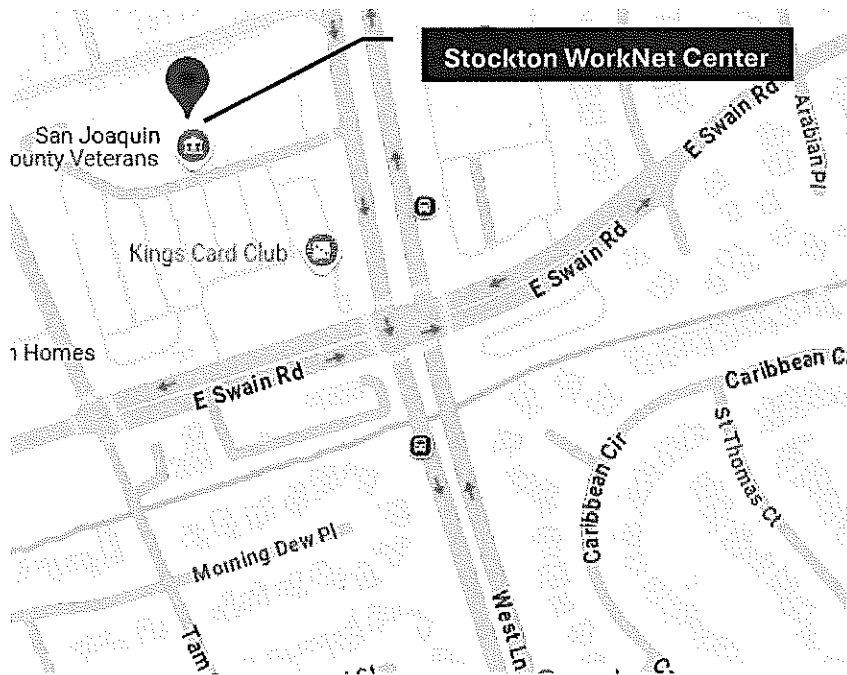 Stockton WorkNet Center
San Joaquin
ounty Veterans
E Swain Rd
Arabian Pl
Kings Card Club
E Swain Rd
n Homes
E Swain Rd
Caribbean C
St Thomas Ct
Caribbean Cir
Morning Dew Pl
West Ln
Tam